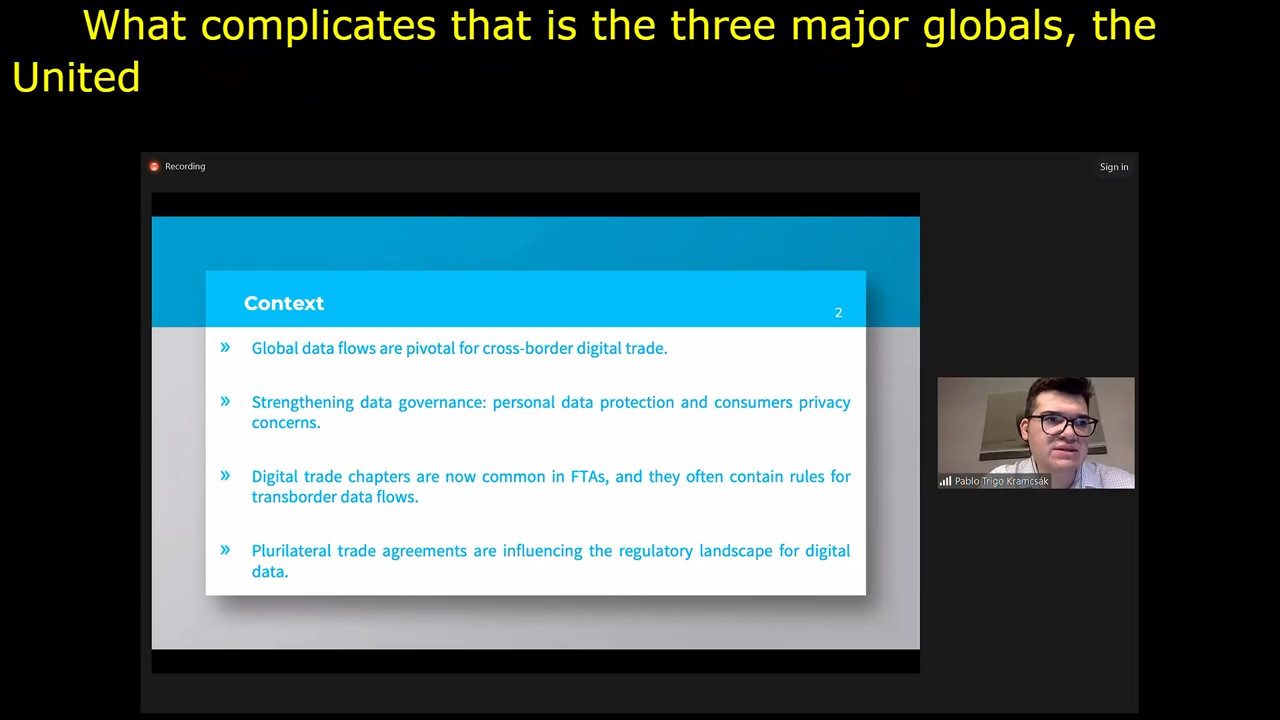 What complicates that is the three major globals, the
United
Recording
Sign in
Context
2
» Global data flows are pivotal for cross-border digital trade.
» Strengthening data governance: personal data protection and consumers privacy
concerns.
» Digital trade chapters are now common in FTAs, and they often contain rules for
transborder data flows.
» Plurilateral trade agreements are influencing the regulatory landscape for digital
data.
Pablo Trigo Kramcsák